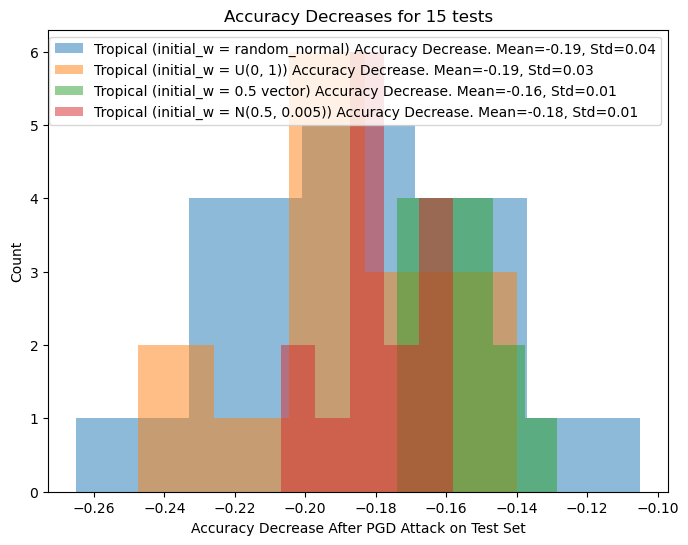 Accuracy Decreases for 15 tests
Tropical (initial_w = random_normal) Accuracy Decrease. Mean=-0.19, Std=0.04
Tropical (initial_w = U(0, 1)) Accuracy Decrease. Mean=-0.19, Std=0.03
Tropical (initial_w = 0.5 vector) Accuracy Decrease. Mean=-0.16, Std=0.01
Tropical (initial_w = N(0.5, 0.005)) Accuracy Decrease. Mean=-0.18, Std=0.01
6
5
4
3
2
1
0
Count
−0.26 −0.24 −0.22 −0.20 −0.18 −0.16 −0.14 −0.12 −0.10
Accuracy Decrease After PGD Attack on Test Set